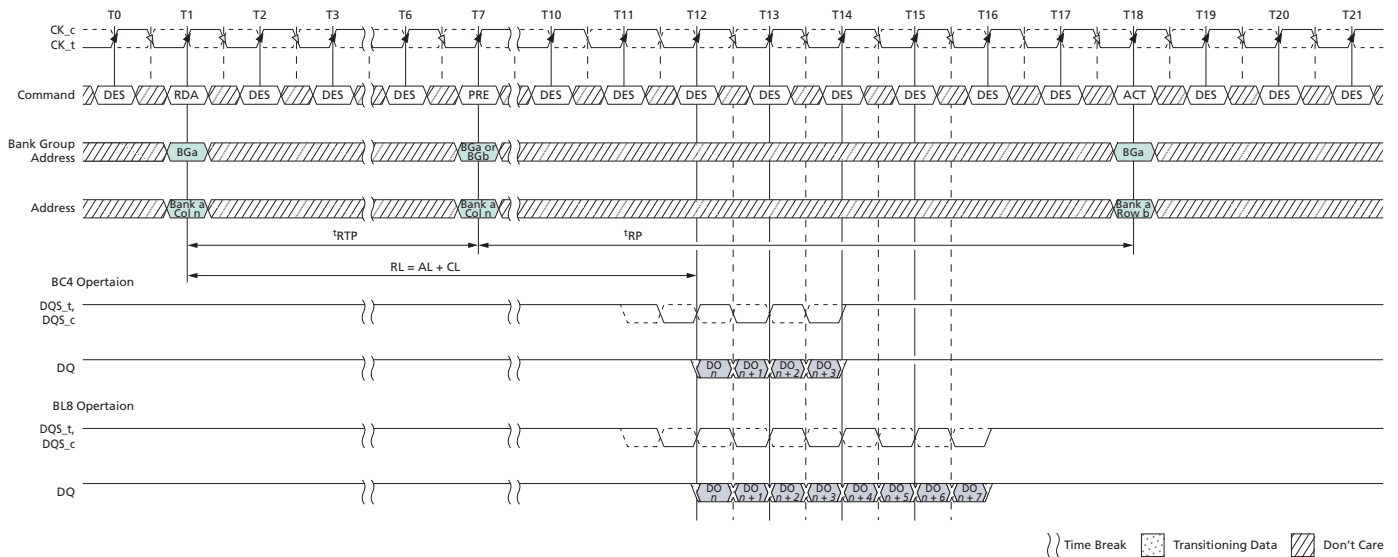 T0 T1 T2 T3 T6 T7 T10 T11 T12 T13 T14 T15 T16 T17 T18 T19 T20 T21
CK_c
CK_t
Command DES RDA DES DES DES PRE DES DES DES DES DES DES DES DES ACT DES DES DES
Bank Group
Address
BGa
BGa or
BGb
BGa
Address
Bank a
Col n
Bank a
Col n
Bank a
Row b
tRTP
tRP
RL = AL + CL
BC4 Opertaion
DQS_t,
DQS_c
DQ
DO
n
DO
n + 1
DO
n + 2
DO
n + 3
BL8 Opertaion
DQS_t,
DQS_c
DQ
DO
n
DO
n + 1
DO
n + 2
DO
n + 3
DO
n + 4
DO
n + 5
DO
n + 6
DO
n + 7
Time Break Transitioning Data Don't Care